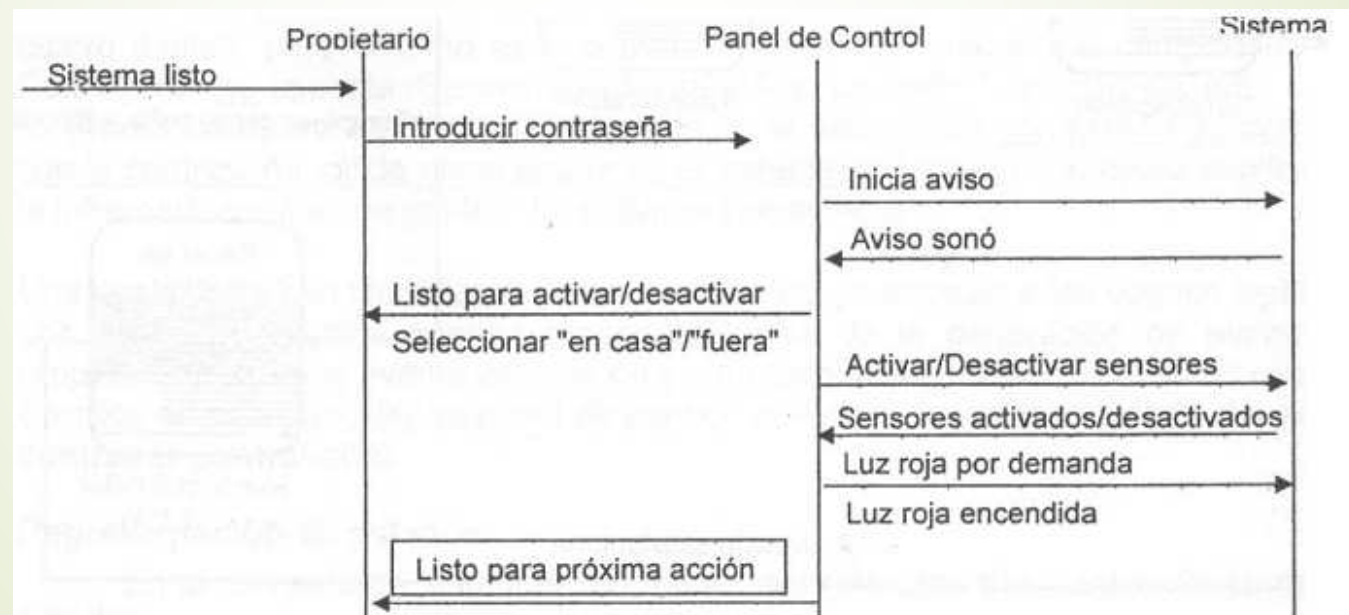 Propietario
Panel de Control
Sistema
Sistema listo
Introducir contraseña
Inicia aviso
Aviso sonó
Listo para activar/desactivar
Seleccionar "en casa"/"fuera"
Activar/Desactivar sensores
Sensores activados/desactivados
Luz roja por demanda
Luz roja encendida
Listo para próxima acción